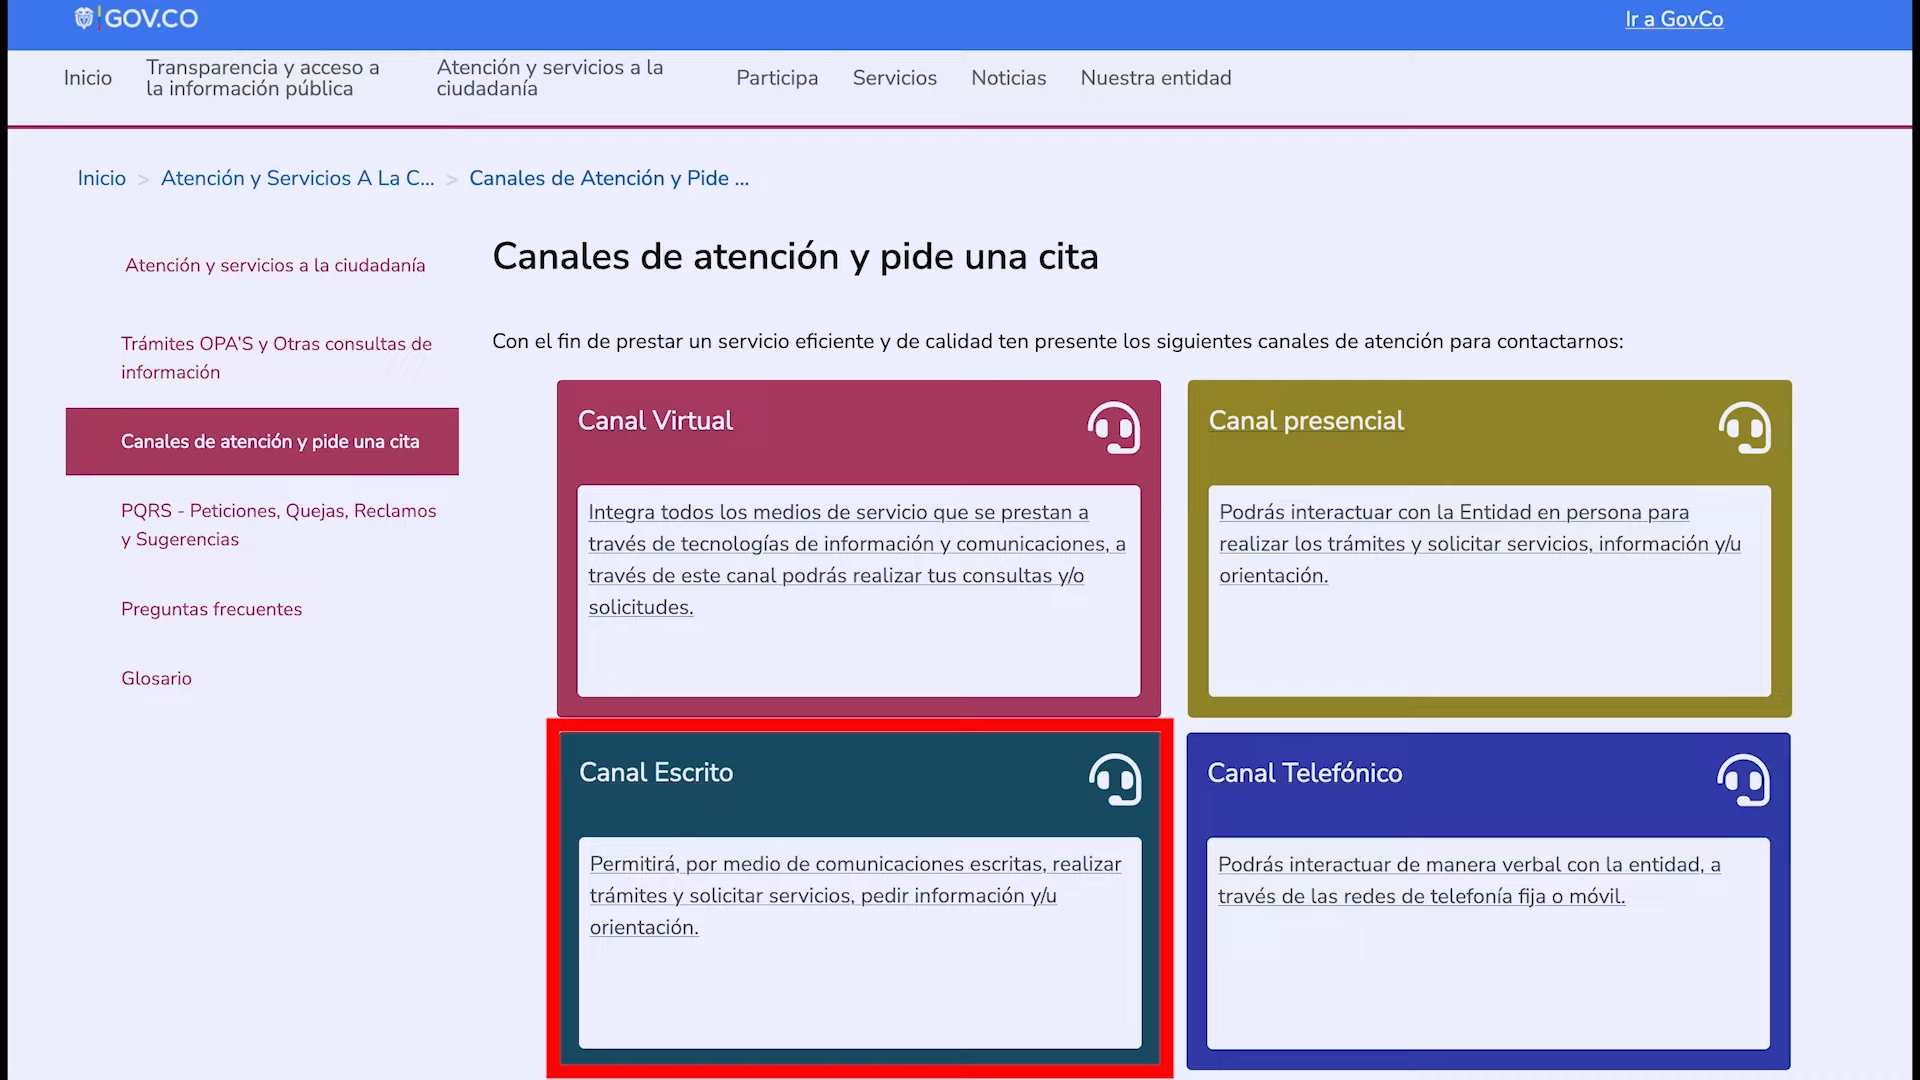 GOV.CO
Ir a GovCo
Inicio
Transparencia y acceso a
la información pública
Atención y servicios a la
ciudadanía
Participa
Servicios
Noticias
Nuestra entidad
Inicio > Atención y Servicios A La C... > Canales de Atención y Pide ...
Atención y servicios a la ciudadanía
Trámites OPA'S y Otras consultas de
información
Canales de atención y pide una cita
PQRS - Peticiones, Quejas, Reclamos
y Sugerencias
Preguntas frecuentes
Glosario
Canales de atención y pide una cita
Con el fin de prestar un servicio eficiente y de calidad ten presente los siguientes canales de atención para contactarnos:
Canal Virtual
Integra todos los medios de servicio que se prestan a
través de tecnologías de información y comunicaciones, a
través de este canal podrás realizar tus consultas y/o
solicitudes.
Canal presencial
Podrás interactuar con la Entidad en persona para
realizar los trámites y solicitar servicios, información y/u
orientación.
Canal Escrito
Permitirá, por medio de comunicaciones escritas, realizar
trámites y solicitar servicios, pedir información y/u
orientación.
Canal Telefónico
Podrás interactuar de manera verbal con la entidad, a
través de las redes de telefonía fija o móvil.